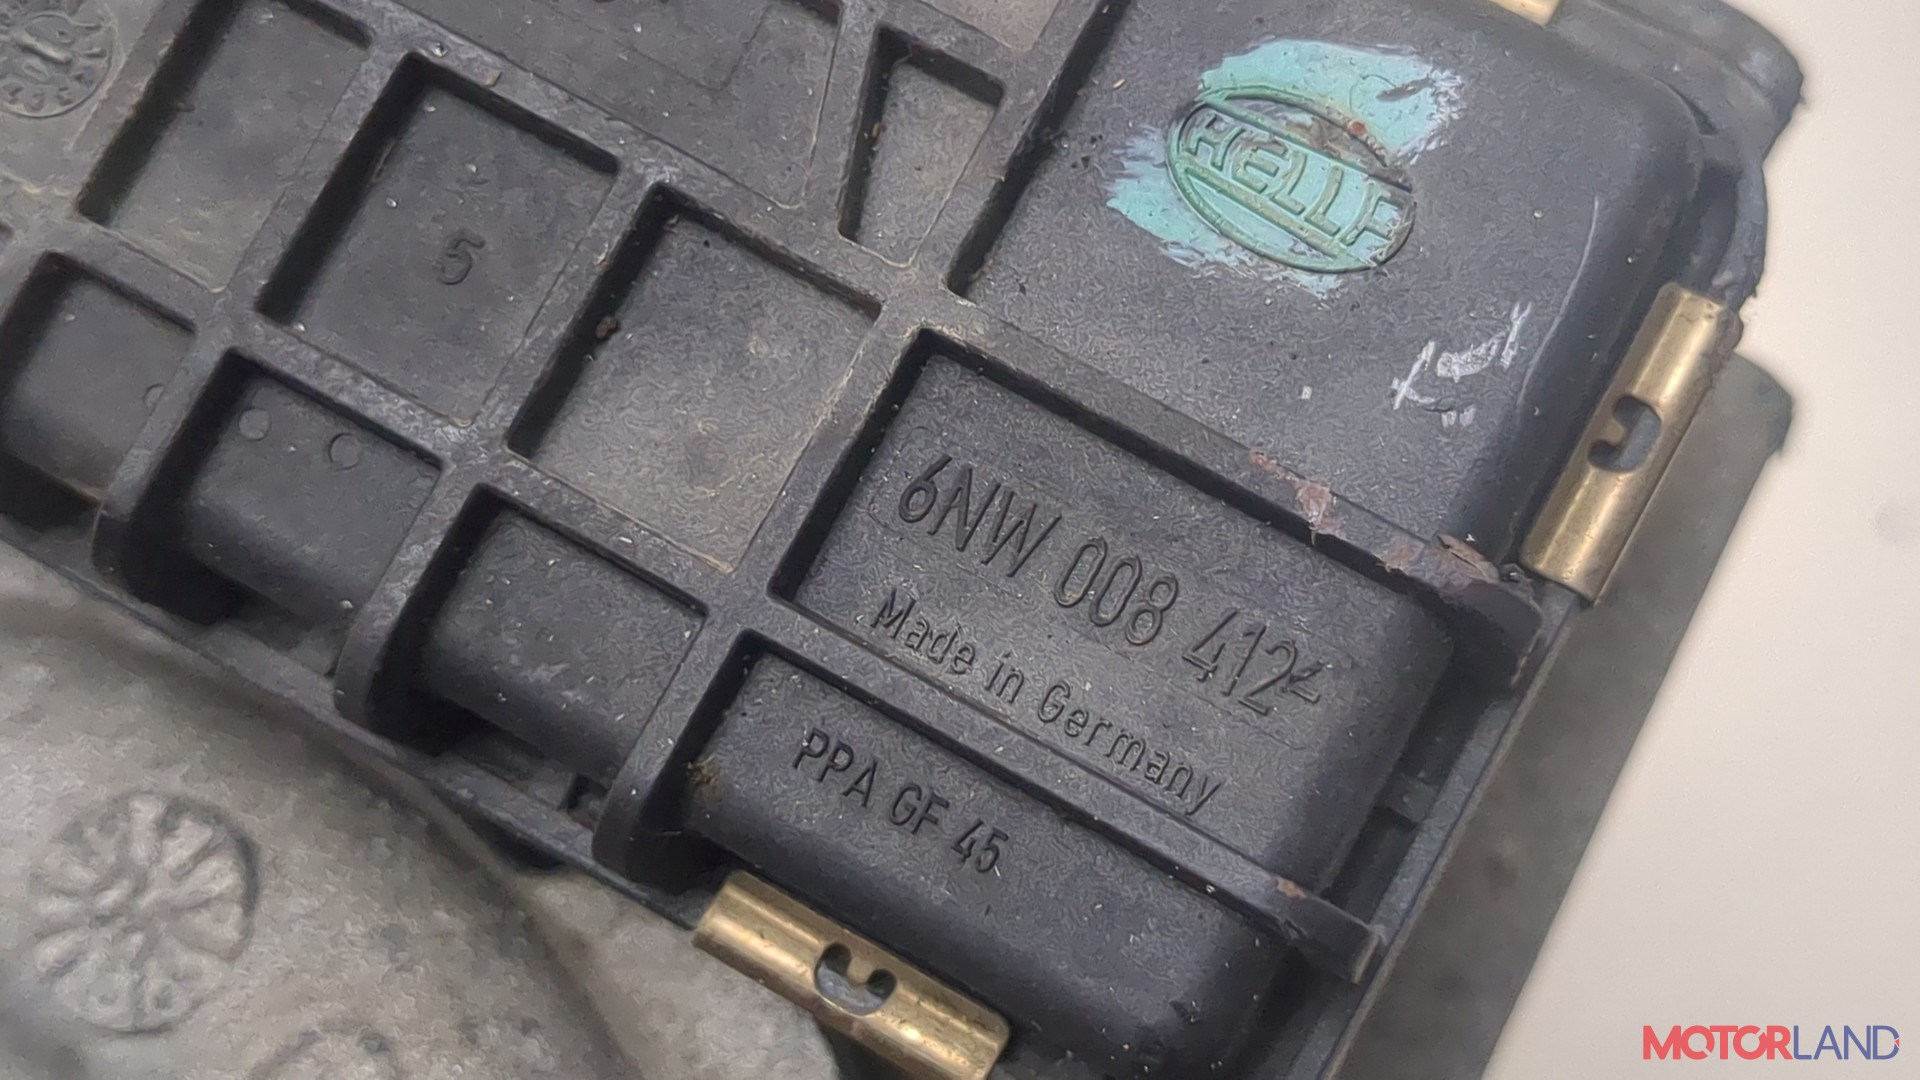 HELLA
5
6NW 008 412
Made in Germany
PPA GF 45
MOTORLAND